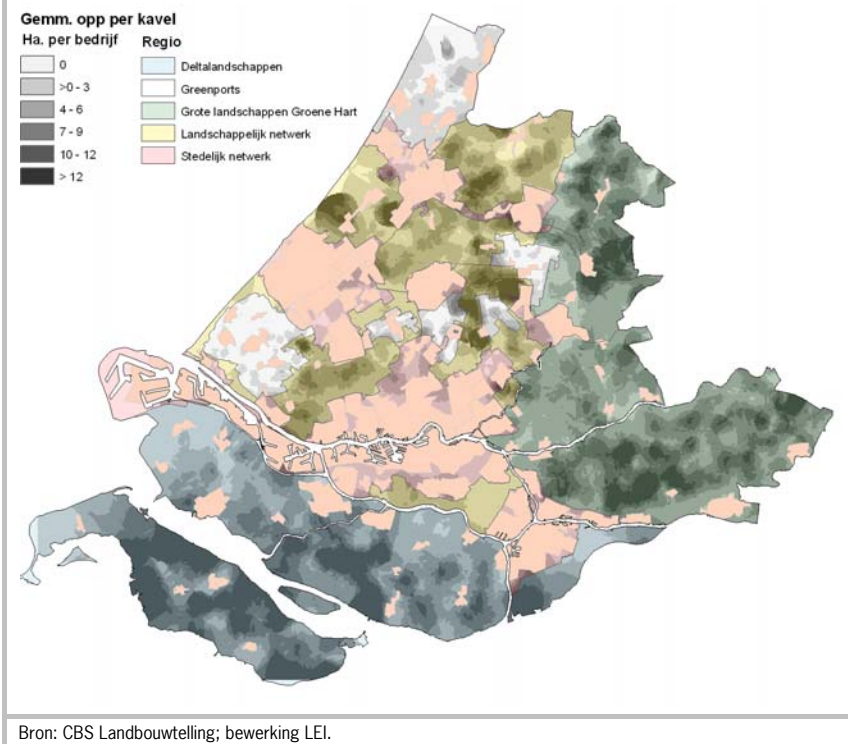 Gemm. opp per kavel
Ha. per bedrijf
0
>0 - 3
4 - 6
7 - 9
10 - 12
> 12
Regio
Deltalandschappen
Greenports
Grote landschappen Groene Hart
Landschappelijk netwerk
Stedelijk netwerk
1
Bron: CBS Landbouwtelling; bewerking LEI.